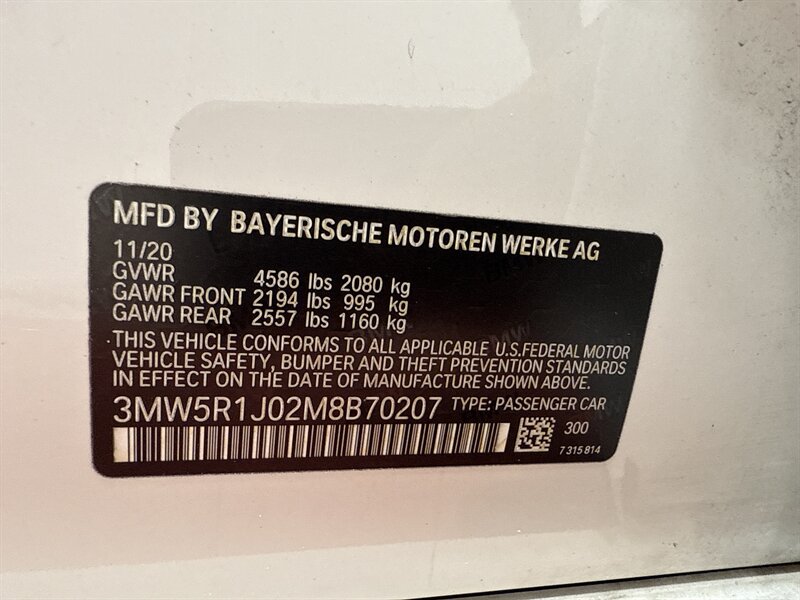 MFD BY BAYERISCHE MOTOREN WERKE AG
11/20
GVWR 4586 lbs 2080 kg
GAWR FRONT 2194 lbs 995 kg
GAWR REAR 2557 lbs 1160 kg
THIS VEHICLE CONFORMS TO ALL APPLICABLE U.S.FEDERAL MOTOR
VEHICLE SAFETY, BUMPER AND THEFT PREVENTION STANDARDS
IN EFFECT ON THE DATE OF MANUFACTURE SHOWN ABOVE.
3MW5R1J02M8B70207 TYPE: PASSENGER CAR
300
7 315 814